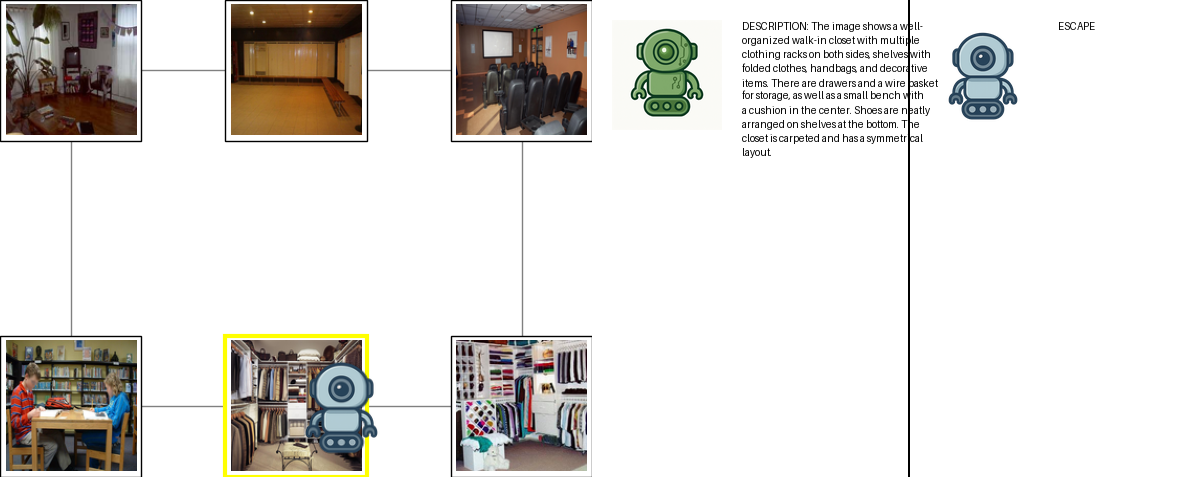 DESCRIPTION: The image shows a well-
organized walk-in closet with multiple
clothing racks on both sides, shelves with
folded clothes, handbags, and decorative
items. There are drawers and a wire basket
for storage, as well as a small bench with
a cushion in the center. Shoes are neatly
arranged on shelves at the bottom. The
closet is carpeted and has a symmetrical
layout.
ESCAPE